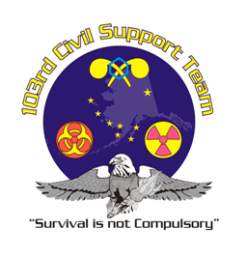 103rd Civil Support Team
"Survival is not Compulsory"